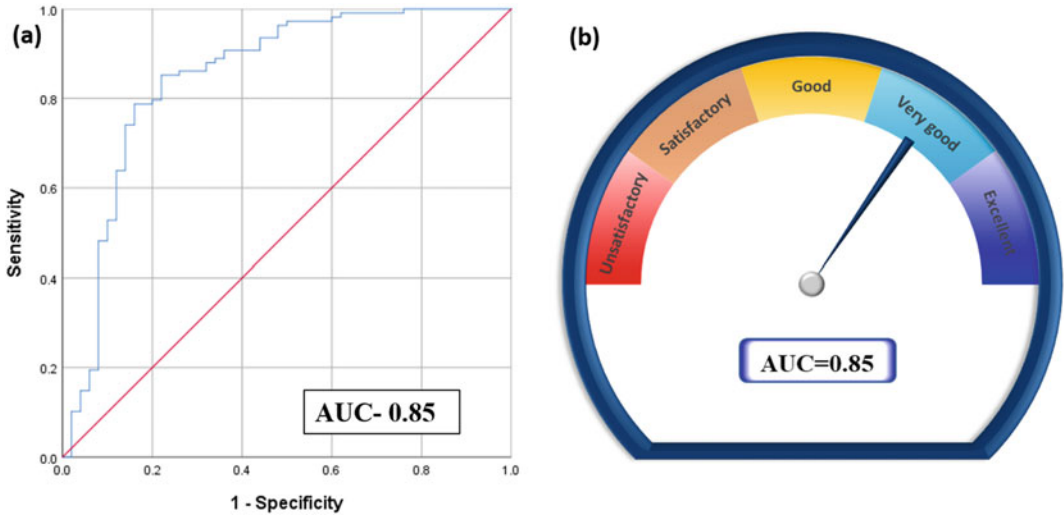 (a)
1.0
0.8
0.6
0.4
0.2
0.0
Sensitivity
AUC- 0.85
0.0 0.2 0.4 0.6 0.8 1.0
1 - Specificity
(b)
Unsatisfactory
Satisfactory
Good
Very good
Excellent
AUC=0.85